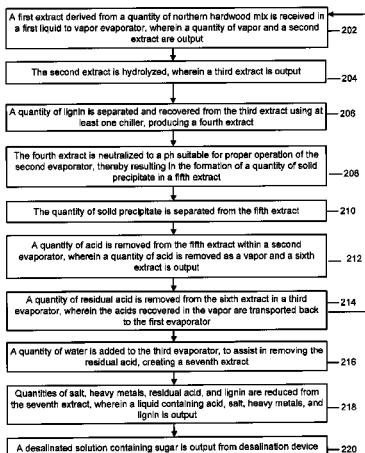 A first extract derived from a quantity of northern hardwood mix is received in
a first liquid to vapor evaporator, wherein a quantity of vapor and a second
extract are output
202
The second extract is hydrolyzed, wherein a third extract is output
204
A quantity of lignin is separated and recovered from the third extract using at
least one chiller, producing a fourth extract
206
The fourth extract is neutralized to a ph suitable for proper operation of the
second evaporator, thereby resulting in the formation of a quantity of solid
precipitate in a fifth extract
208
The quantity of solid precipitate is separated from the fifth extract
210
A quantity of acid is removed from the fifth extract within a second
evaporator, wherein a quantity of acid is removed as a vapor and a sixth
extract is output
212
A quantity of residual acid is removed from the sixth extract in a third
evaporator, wherein the acids recovered in the vapor are transported back
to the first evaporator
214
A quantity of water is added to the third evaporator, to assist in removing the
residual acid, creating a seventh extract
216
Quantities of salt, heavy metals, residual acid, and lignin are reduced from
the seventh extract, wherein a liquid containing acid, salt, heavy metals, and
lignin is output
218
A desalinated solution containing sugar is output from desalination device
220